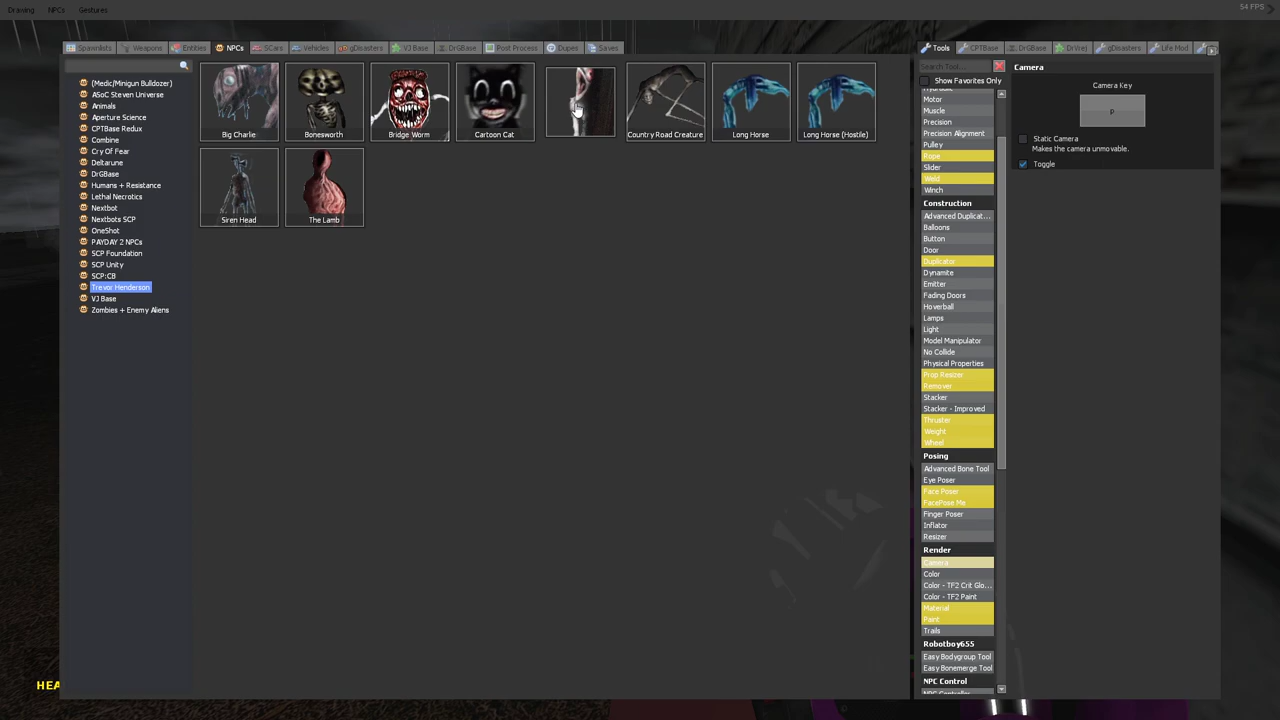 Drawing NPCs Gestures
54 FPS
Spawnlists Weapons Entities NPCs SCars Vehicles gDisasters VJ Base DrGBase Post Process Dupes Saves
Tools CPTBase DrGBase DrVrej gDisasters Life Mod
(Medic/Minigun Bulldozer)
ASoC Steven Universe
Animals
Aperture Science
CPTBase Redux
Combine
Cry Of Fear
Deltarune
DrGBase
Humans + Resistance
Lethal Necrotics
Nextbot
Nextbots SCP
OneShot
PAYDAY 2 NPCs
SCP Foundation
SCP Unity
SCP:CB
Trevor Henderson
VJ Base
Zombies + Enemy Aliens
Big Charlie Bonesworth Bridge Worm Cartoon Cat Country Road Creature Long Horse Long Horse (Hostile)
Siren Head The Lamb
Search Tool...
Show Favorites Only
Motor
Muscle
Precision
Precision Alignment
Pulley
Rope
Slider
Weld
Winch
Construction
Advanced Duplicat...
Balloons
Button
Door
Duplicator
Dynamite
Emitter
Fading Doors
Hoverball
Lamps
Light
Model Manipulator
No Collide
Physical Properties
Prop Resizer
Remover
Stacker
Stacker - Improved
Thruster
Weight
Wheel
Posing
Advanced Bone Tool
Eye Poser
Face Poser
FacePose Me
Finger Poser
Inflator
Resizer
Render
Camera
Color
Color - TF2 Crit Glo...
Color - TF2 Paint
Material
Paint
Trails
Robotboy655
Easy Bodygroup Tool
Easy Bonemerge Tool
NPC Control
Camera
Camera Key
p
Static Camera
Makes the camera unmovable.
Toggle
HEA